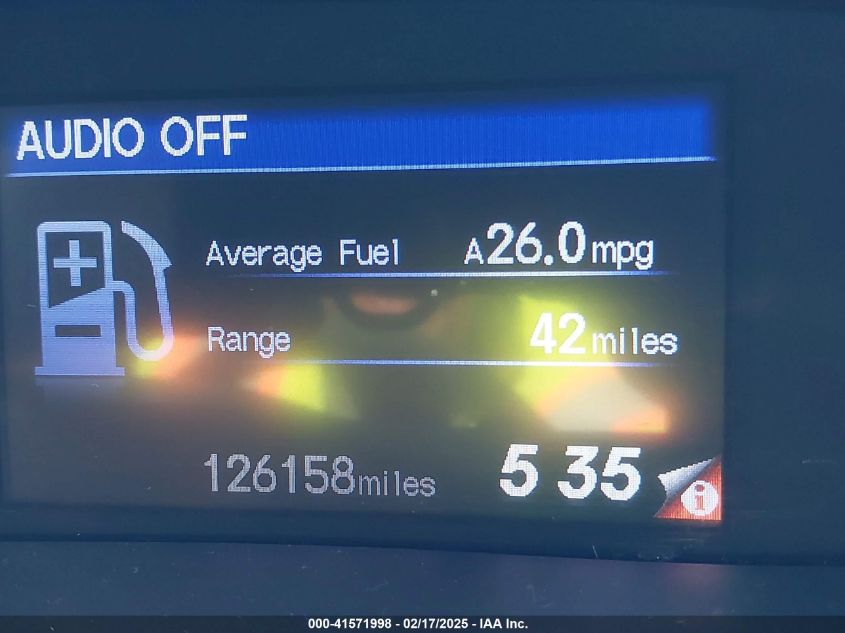 AUDIO OFF
Average Fuel A26.0mpg
Range 42miles
126158miles 5 35
i
000-41571998 - 02/17/2025 - IAA Inc.